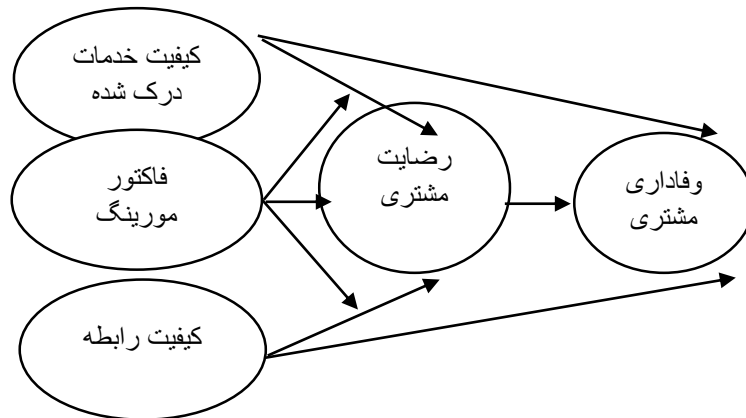 کیفیت خدمات
درک شده
فاکتور
مورینگ
رضایت
مشتری
وفاداری
مشتری
کیفیت رابطه